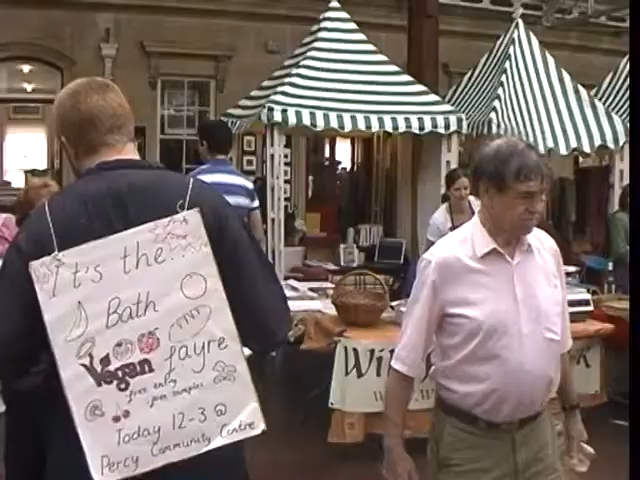 It's the...
Bath
Vegan fayre
free entry
free samples
Today 12-3 @
Percy Community Centre
Wi